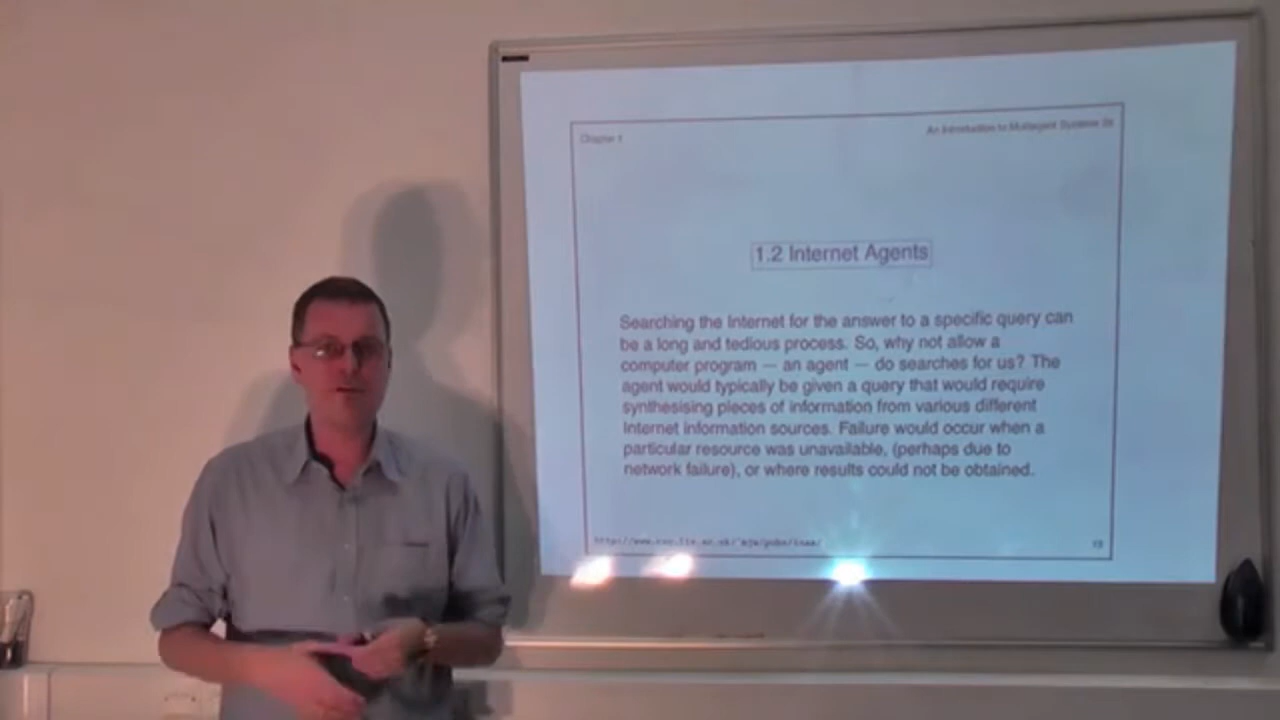 Chapter 1
An Introduction to Multiagent Systems 2e
1.2 Internet Agents
Searching the Internet for the answer to a specific query can
be a long and tedious process. So, why not allow a
computer program — an agent — do searches for us? The
agent would typically be given a query that would require
synthesising pieces of information from various different
Internet information sources. Failure would occur when a
particular resource was unavailable, (perhaps due to
network failure), or where results could not be obtained.